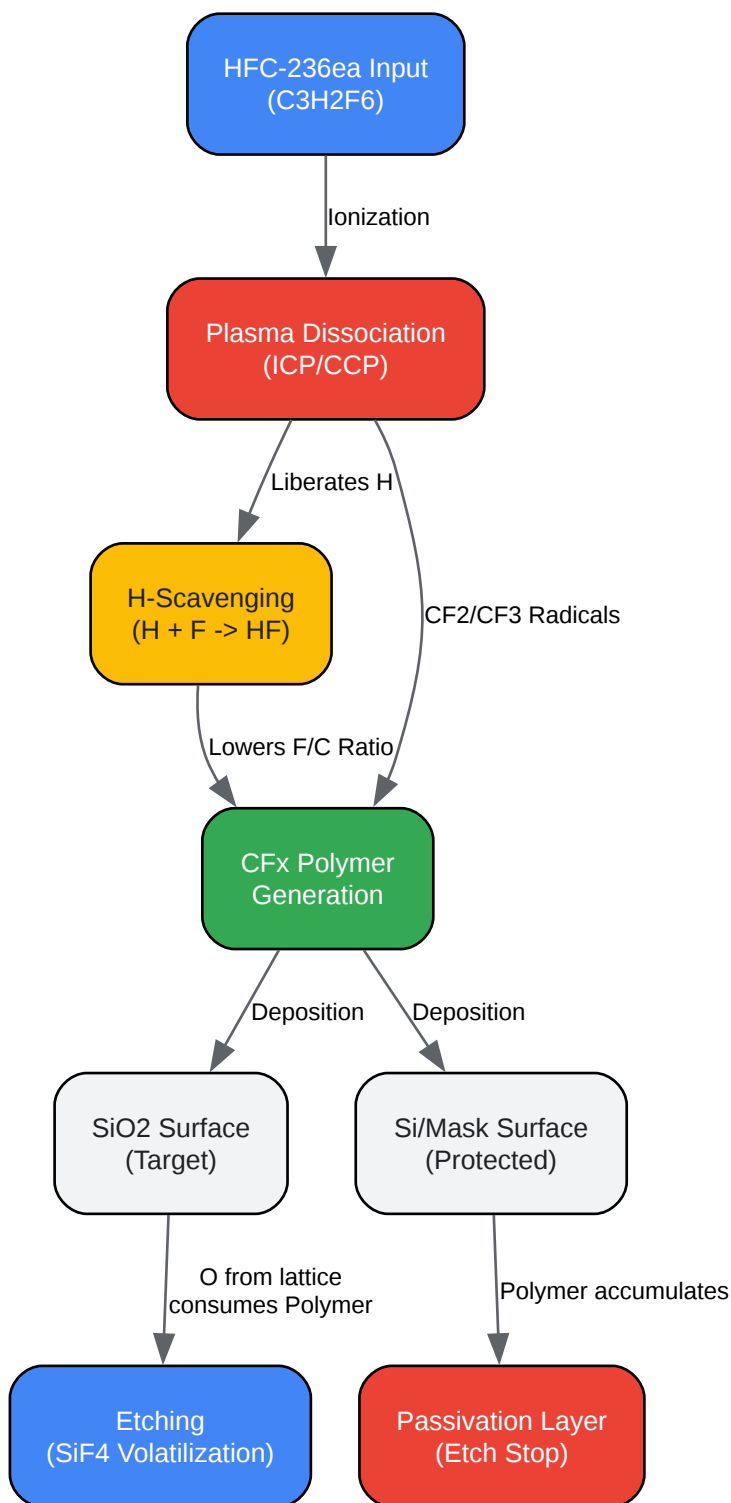 HFC-236ea Input
(C3H2F6)
Ionization
Plasma Dissociation
(ICP/CCP)
Liberates H
H-Scavenging
(H + F -> HF)
CF2/CF3 Radicals
Lowers F/C Ratio
CFx Polymer
Generation
Deposition
Deposition
SiO2 Surface
(Target)
Si/Mask Surface
(Protected)
O from lattice
consumes Polymer
Polymer accumulates
Etching
(SiF4 Volatilization)
Passivation Layer
(Etch Stop)